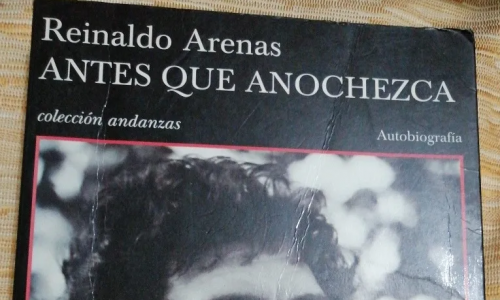 Reinaldo Arenas
ANTES QUE ANOCHEZCA
colección andanzas
Autobiografía